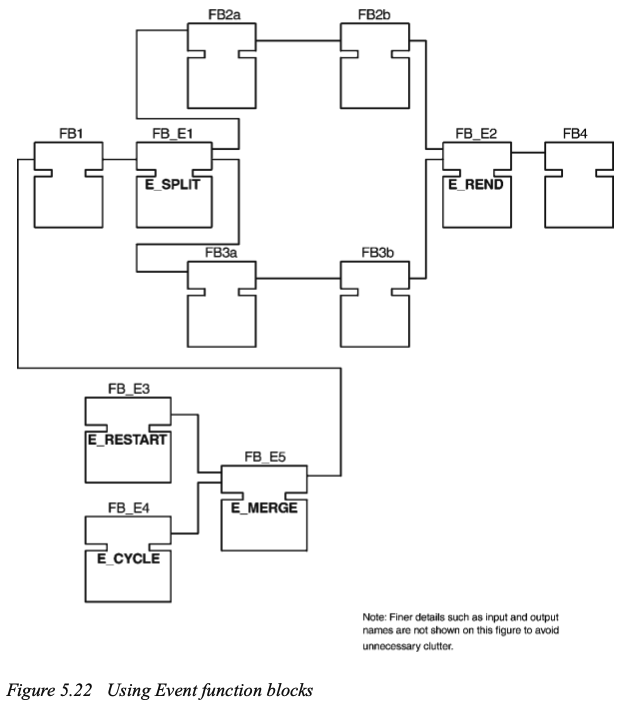 FB2a
FB2b
FB1
FB_E1
FB_E2
FB4
E_SPLIT
E_REND
FB3a
FB3b
FB_E3
E_RESTART
FB_E5
FB_E4
E_MERGE
E_CYCLE
Note: Finer details such as input and output
names are not shown on this figure to avoid
unnecessary clutter.
Figure 5.22 Using Event function blocks